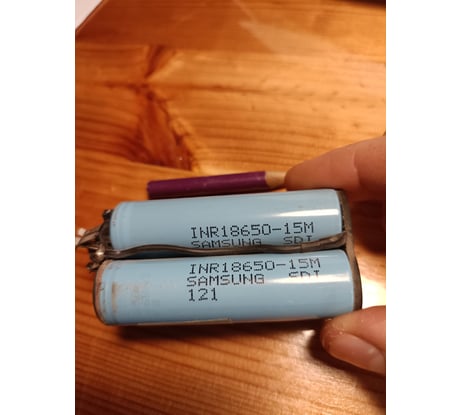 INR18650-15M
SAMSUNG SDI
INR18650-15M
SAMSUNG SDI
121